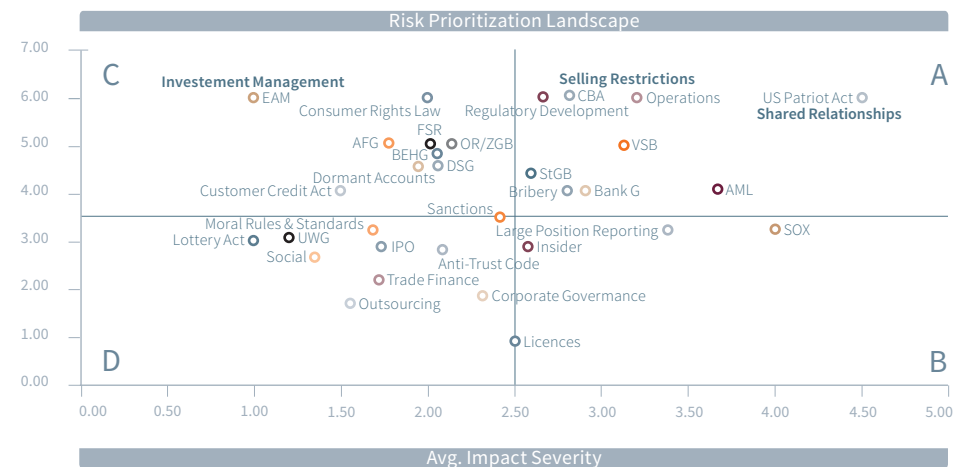 Risk Prioritization Landscape
7.00
C
A
Investement Management
Selling Restrictions
6.00
EAM
CBA
Operations
US Patriot Act
Consumer Rights Law
Regulatory Development
Shared Relationships
FSR
5.00
AFG
OR/ZGB
VSB
BEHG
DSG
StGB
Dormant Accounts
4.00
Customer Credit Act
Bribery
Bank G
AML
Sanctions
Moral Rules & Standards
Large Position Reporting
SOX
3.00
Lottery Act
UWG
IPO
Insider
Social
Anti-Trust Code
2.00
Trade Finance
Outsourcing
Corporate Govermance
1.00
Licences
D
B
0.00
0.00 0.50 1.00 1.50 2.00 2.50 3.00 3.50 4.00 4.50 5.00
Avg. Impact Severity